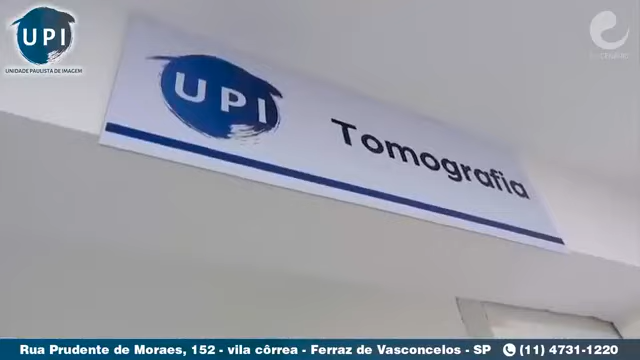 UPI
UNIDADE PAULISTA DE IMAGEM
UPI
Tomografia
Rua Prudente de Moraes, 152 - vila côrrea - Ferraz de Vasconcelos - SP (11) 4731-1220